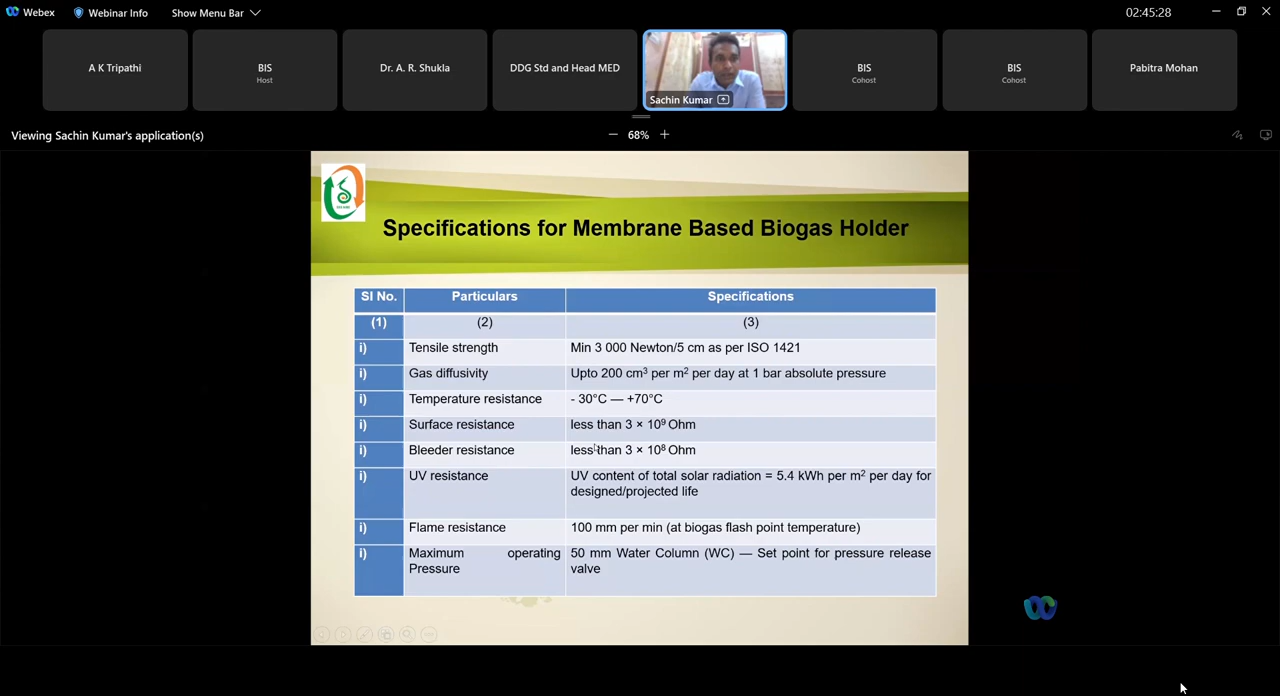 Webex
Webinar Info
Show Menu Bar
02:45:28
A K Tripathi
BIS
Host
Dr. A. R. Shukla
DDG Std and Head MED
Sachin Kumar
BIS
Cohost
BIS
Cohost
Pabitra Mohan
Viewing Sachin Kumar's application(s)
68%
Specifications for Membrane Based Biogas Holder
Sl No. Particulars Specifications
(1) (2) (3)
i) Tensile strength Min 3 000 Newton/5 cm as per ISO 1421
i) Gas diffusivity Upto 200 cm³ per m² per day at 1 bar absolute pressure
i) Temperature resistance - 30°C — +70°C
i) Surface resistance less than 3 × 10⁹ Ohm
i) Bleeder resistance less than 3 × 10⁸ Ohm
i) UV resistance UV content of total solar radiation = 5.4 kWh per m² per day for
designed/projected life
i) Flame resistance 100 mm per min (at biogas flash point temperature)
i) Maximum operating 50 mm Water Column (WC) — Set point for pressure release
Pressure valve